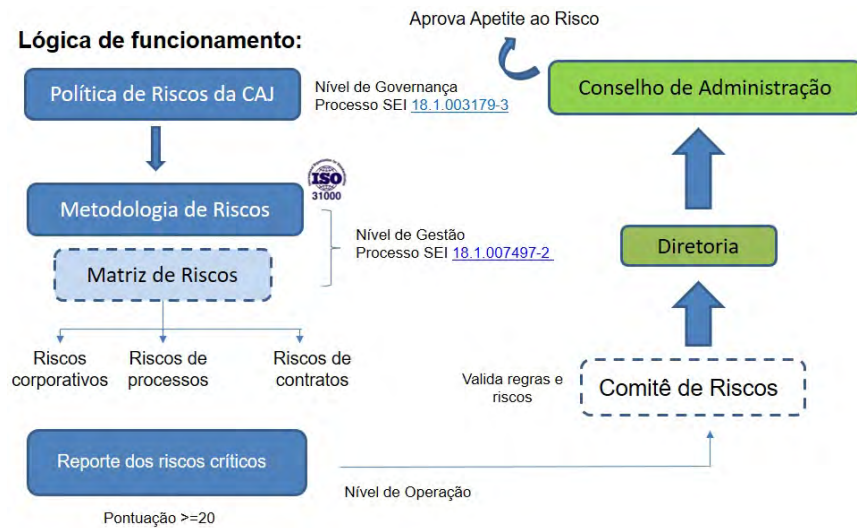 Lógica de funcionamento:
Aprova Apetite ao Risco
Política de Riscos da CAJ
Nível de Governança
Processo SEI 18.1.003179-3
Conselho de Administração
Metodologia de Riscos
ISO
31000
Matriz de Riscos
Nível de Gestão
Processo SEI 18.1.007497-2
Diretoria
Riscos
corporativos
Riscos de
processos
Riscos de
contratos
Valida regras e
riscos
Comitê de Riscos
Reporte dos riscos críticos
Nível de Operação
Pontuação >=20